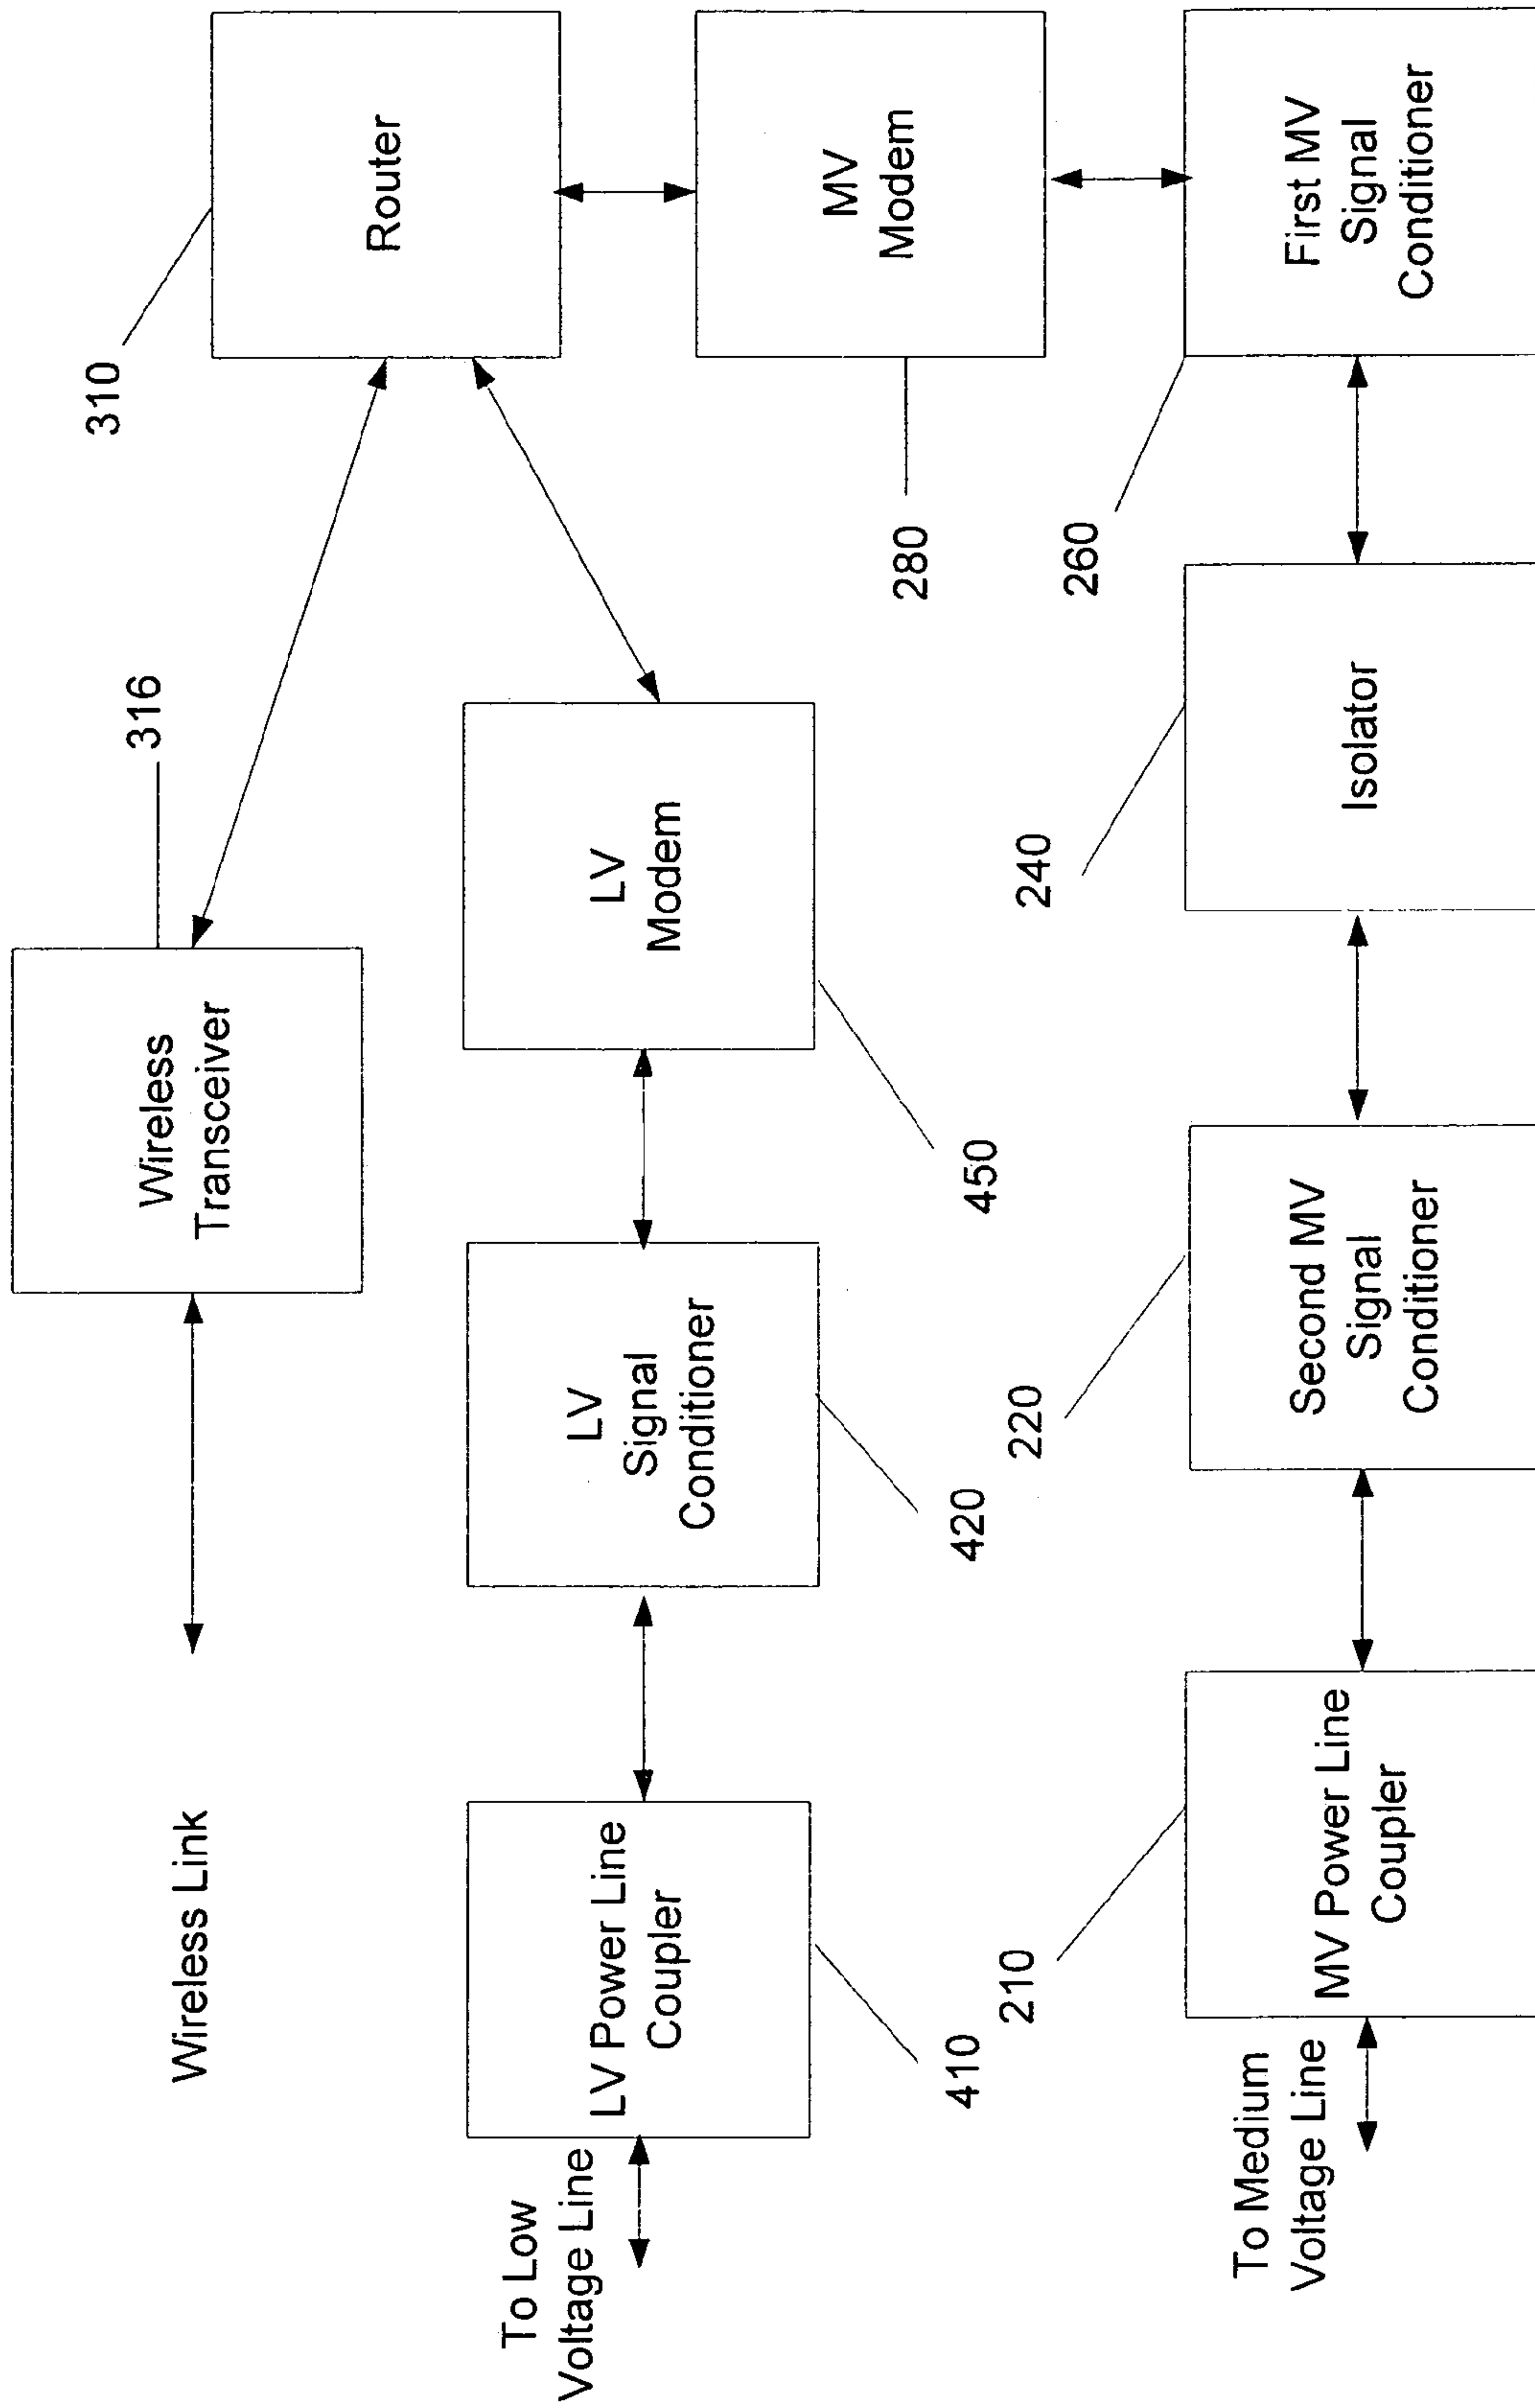 Wireless Link
Wireless
Transceiver
316
310
Router
To Low
Voltage Line
LV Power Line
Coupler
410
LV
Signal
Conditioner
420
LV
Modem
450
280
MV
Modem
To Medium
Voltage Line
210
MV Power Line
Coupler
220
Second MV
Signal
Conditioner
240
Isolator
260
First MV
Signal
Conditioner